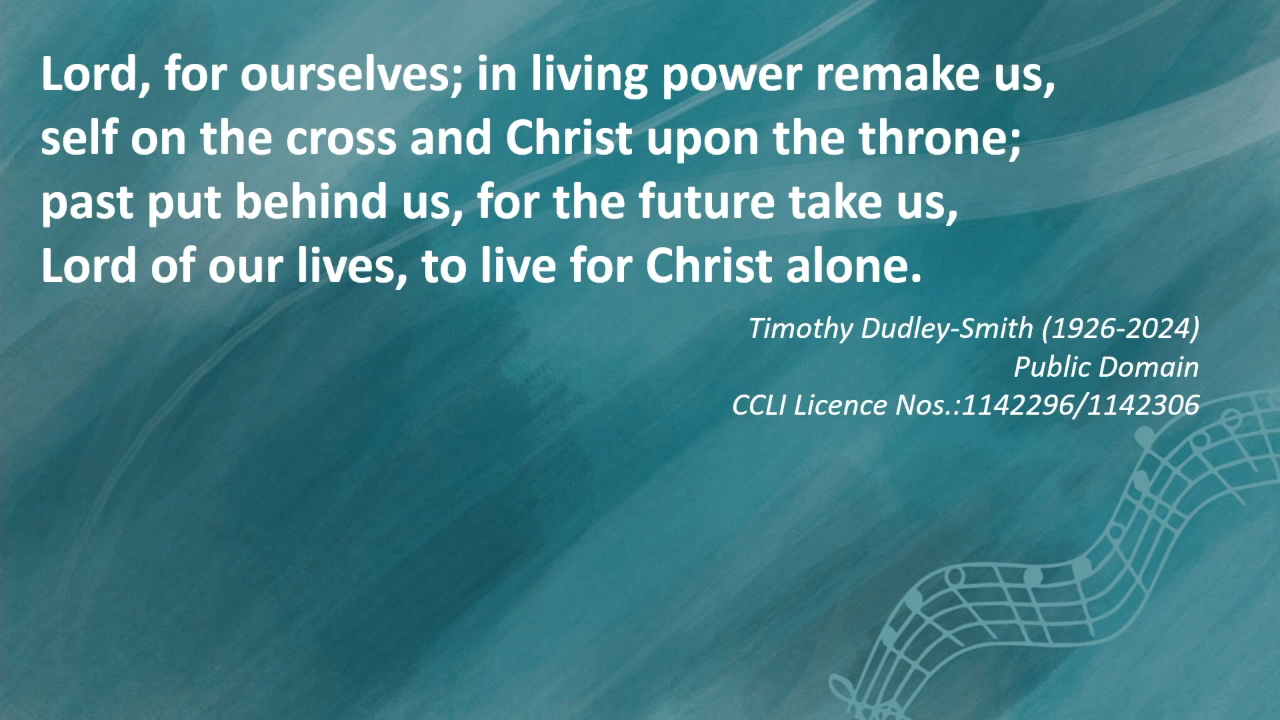 Lord, for ourselves; in living power remake us,
self on the cross and Christ upon the throne;
past put behind us, for the future take us,
Lord of our lives, to live for Christ alone.
Timothy Dudley-Smith (1926-2024)
Public Domain
CCLI Licence Nos.:1142296/1142306